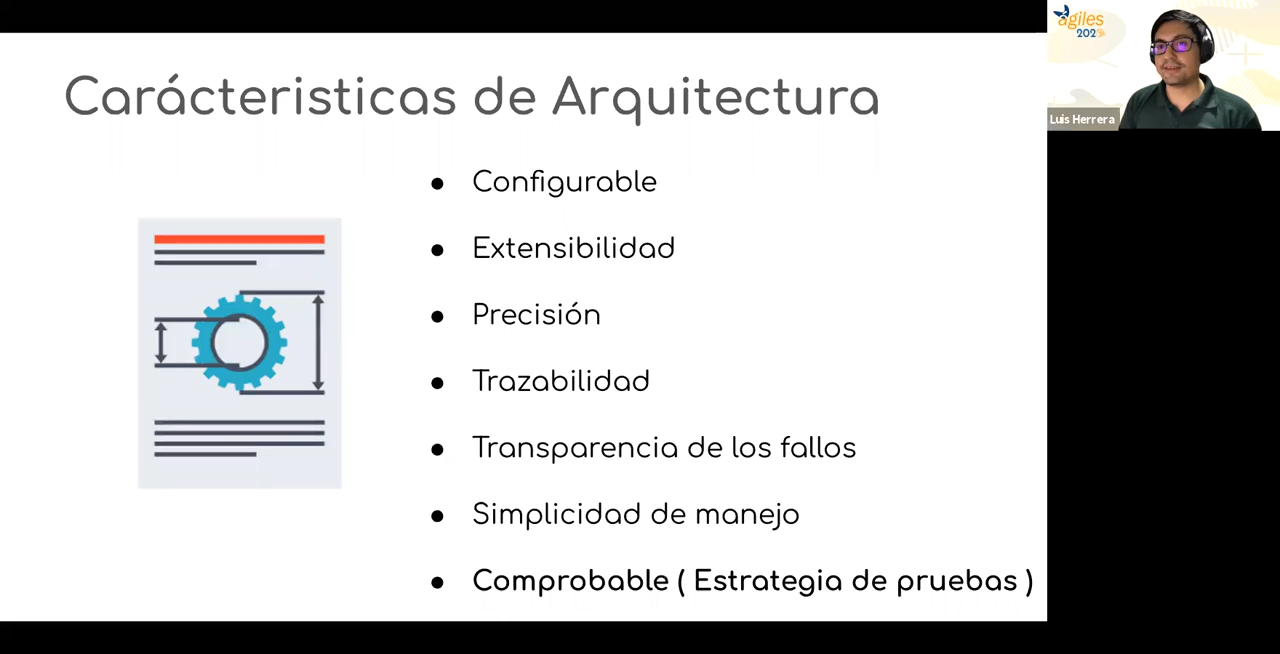 Carácteristicas de Arquitectura
Configurable
Extensibilidad
Precisión
Trazabilidad
Transparencia de los fallos
Simplicidad de manejo
Comprobable ( Estrategia de pruebas )
agiles
202
Luis Herrera